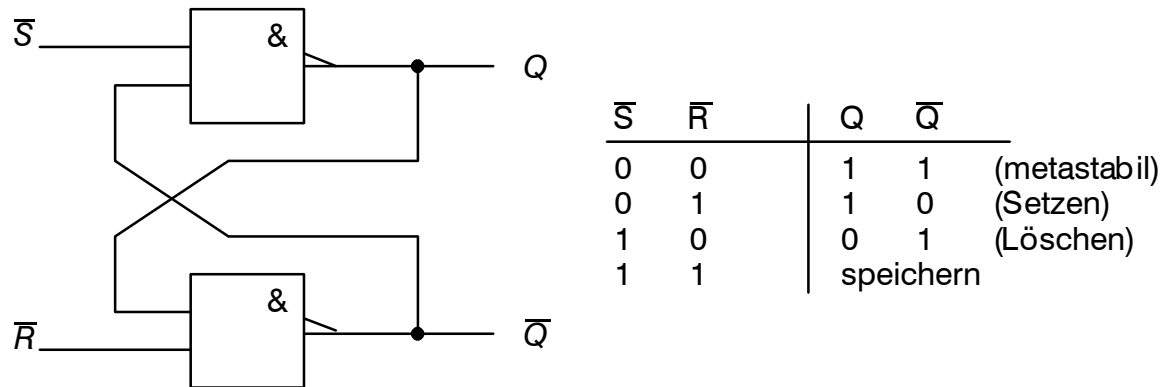 S̅
&
Q
R̅
&
Q̅
S̅ R̅ Q Q̅
0 0 1 1 (metastabil)
0 1 1 0 (Setzen)
1 0 0 1 (Löschen)
1 1 speichern